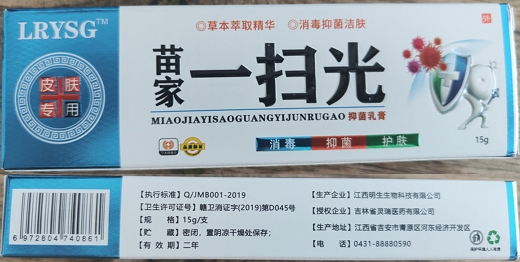 LRYSG™
◎草本萃取精华 ◎消毒抑菌洁肤
苗家 一扫光
皮肤
专用
MIAOJIAYISAOGUANGYIJUNRUGAO 抑菌乳膏
消毒 抑菌 护肤
15g
【执行标准】Q/JMB001-2019
【卫生许可证号】赣卫消证字(2019)第D045号
【规 格】15g/支
【贮 藏】密闭，置阴凉干燥处保存；
【有 效 期】二年
【生产企业】江西明生生物科技有限公司
【授权企业】吉林省灵瑞医药有限公司
【生产地址】江西省吉安市青原区河东经济开发区
【电 话】0431-88880590
6972804740861